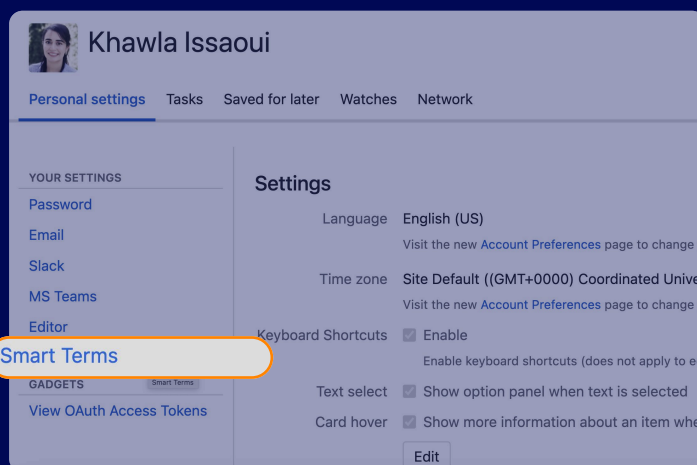 Khawla Issaoui
Personal settings Tasks Saved for later Watches Network
YOUR SETTINGS
Password
Email
Slack
MS Teams
Editor
Smart Terms
Smart Terms
GADGETS
View OAuth Access Tokens
Settings
Language English (US)
Visit the new Account Preferences page to change
Time zone Site Default ((GMT+0000) Coordinated Unive
Visit the new Account Preferences page to change
Keyboard Shortcuts Enable
Enable keyboard shortcuts (does not apply to e
Text select Show option panel when text is selected
Card hover Show more information about an item whe
Edit